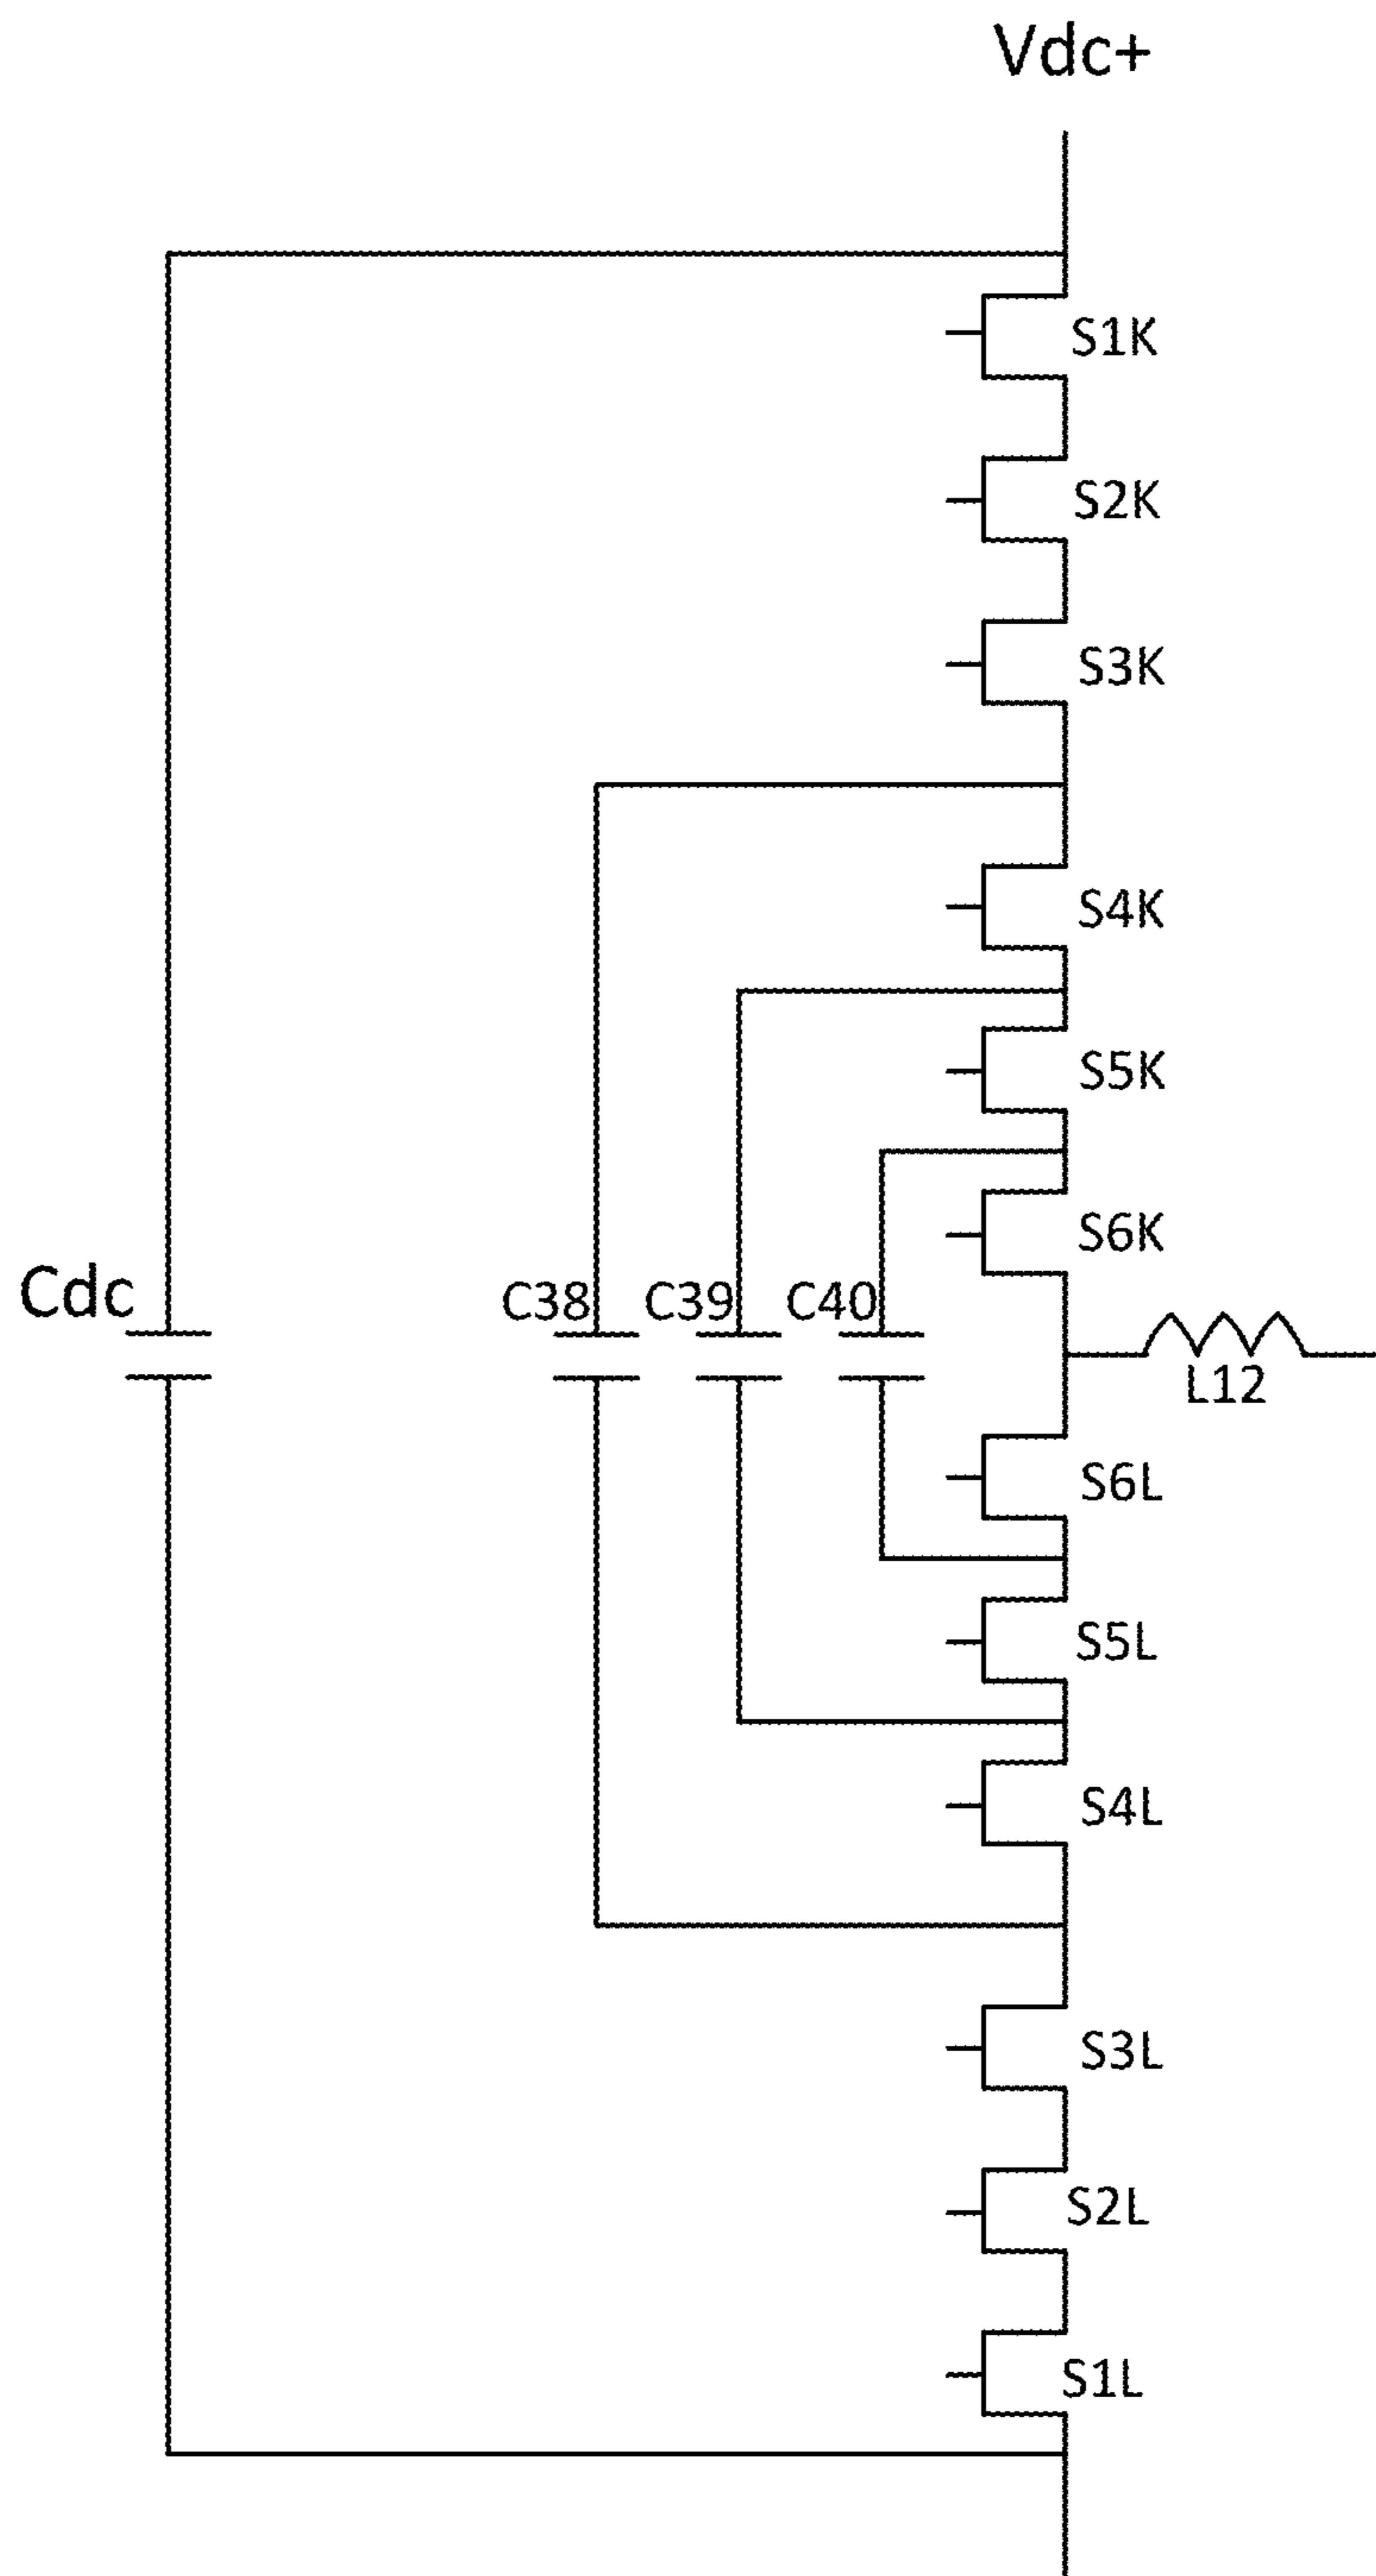 Vdc+
S1K
S2K
S3K
S4K
S5K
S6K
Cdc
C38
C39
C40
L12
S6L
S5L
S4L
S3L
S2L
S1L